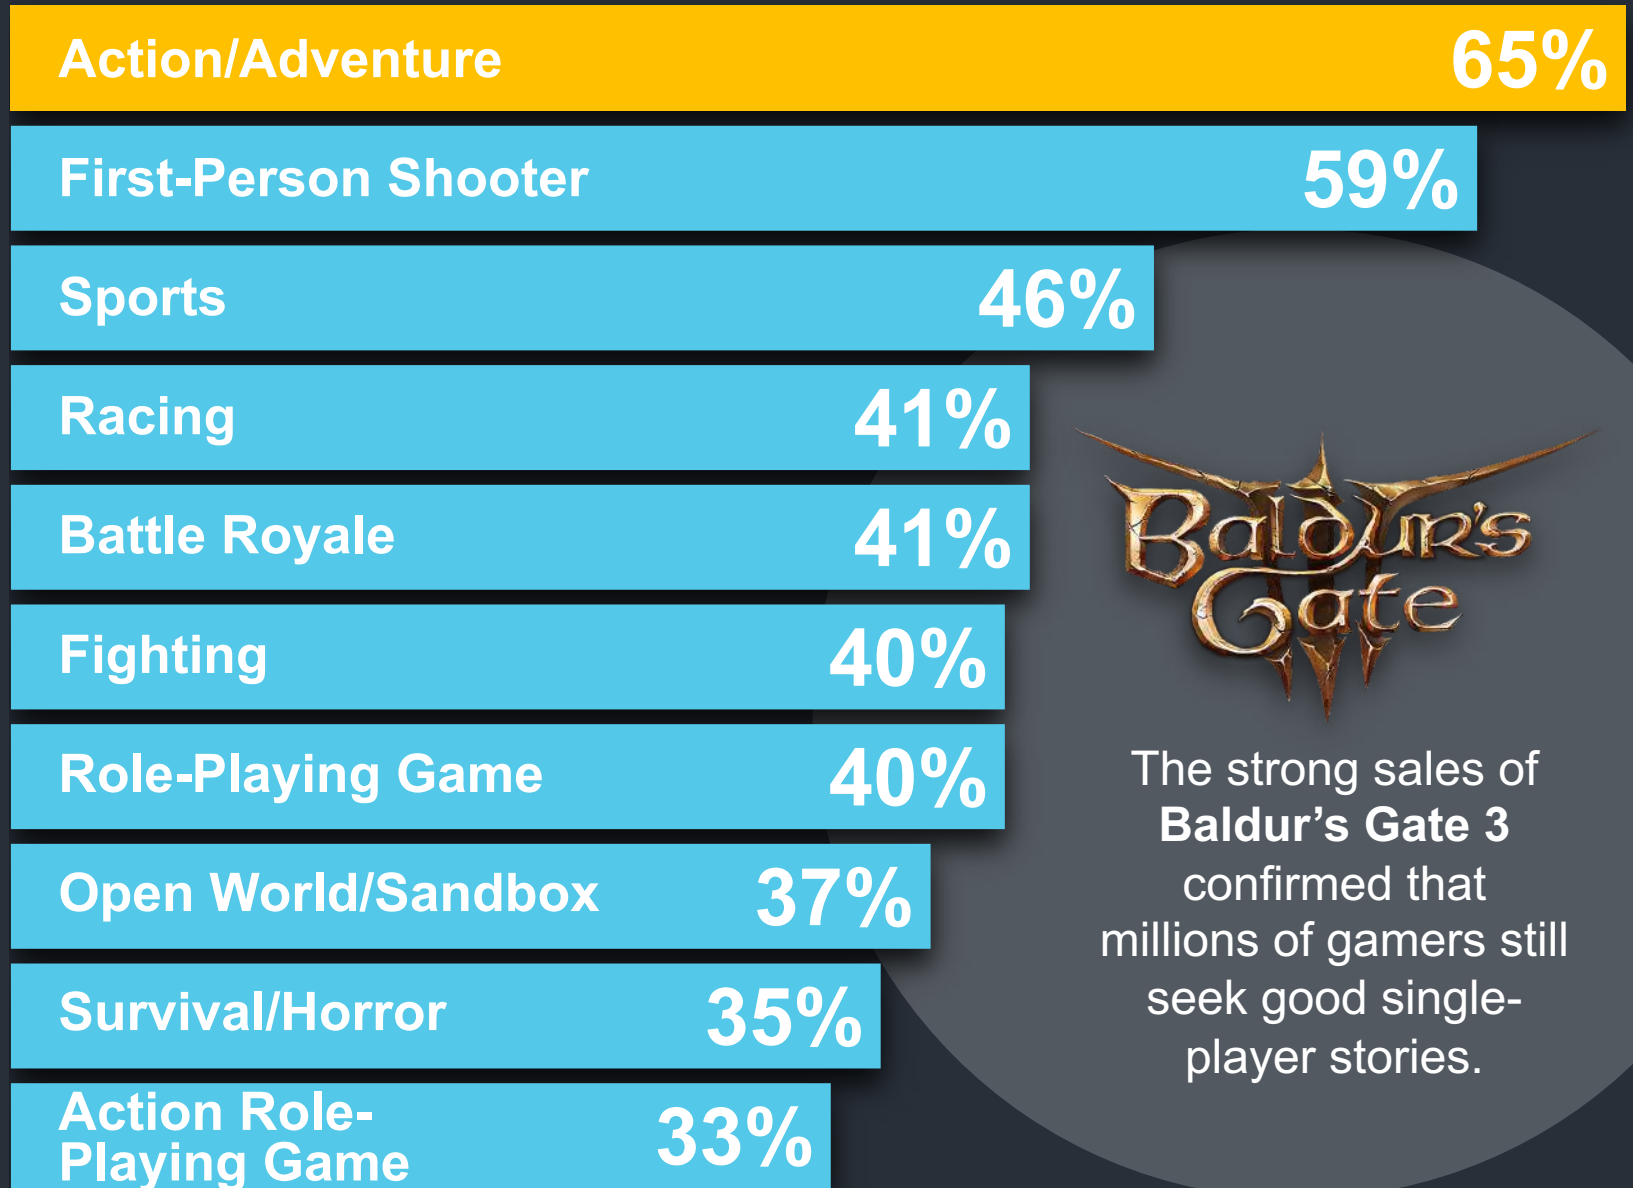 Action/Adventure 65%
First-Person Shooter 59%
Sports 46%
Racing 41%
Battle Royale 41%
Fighting 40%
Role-Playing Game 40%
Open World/Sandbox 37%
Survival/Horror 35%
Action Role-
Playing Game 33%
Baldur's
Gate
The strong sales of
Baldur’s Gate 3
confirmed that
millions of gamers still
seek good single-
player stories.